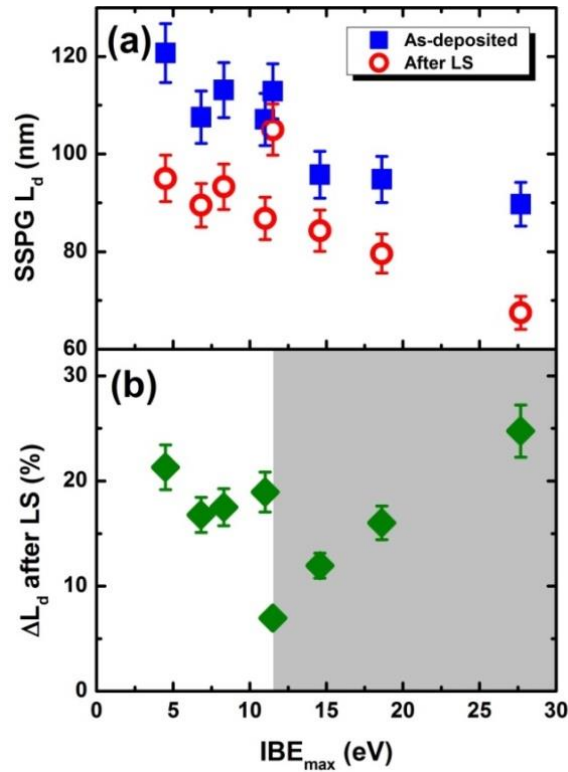 (a)
As-deposited
After LS
SSPG L_d (nm)
120
100
80
60
(b)
ΔL_d after LS (%)
30
20
10
0
0 5 10 15 20 25 30
IBE_max (eV)